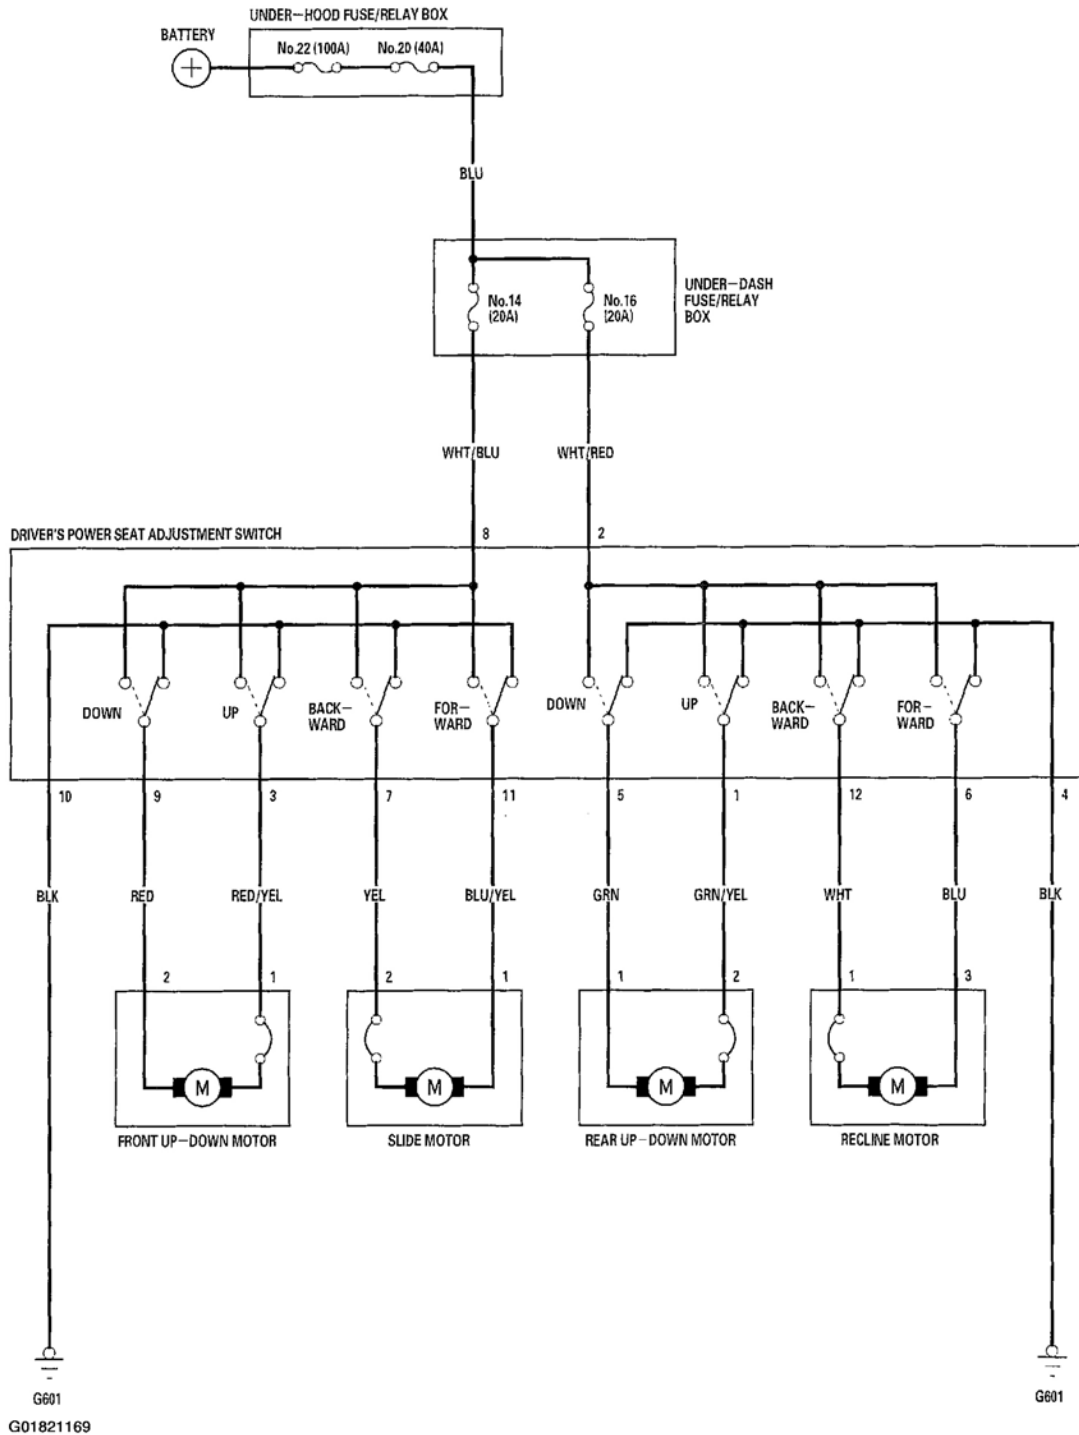 UNDER-HOOD FUSE/RELAY BOX
BATTERY
No.22 (100A) No.20 (40A)
BLU
UNDER-DASH
FUSE/RELAY
BOX
No.14
(20A)
No.16
(20A)
WHT/BLU WHT/RED
DRIVER'S POWER SEAT ADJUSTMENT SWITCH
8 2
DOWN
UP
BACK-
WARD
FOR-
WARD
DOWN
UP
BACK-
WARD
FOR-
WARD
10 9 3 7 11 5 1 12 6 4
BLK RED RED/YEL YEL BLU/YEL GRN GRN/YEL WHT BLU BLK
2 1 2 1 1 2 1 3
M M M M
FRONT UP-DOWN MOTOR SLIDE MOTOR REAR UP-DOWN MOTOR RECLINE MOTOR
G601 G601
G01821169